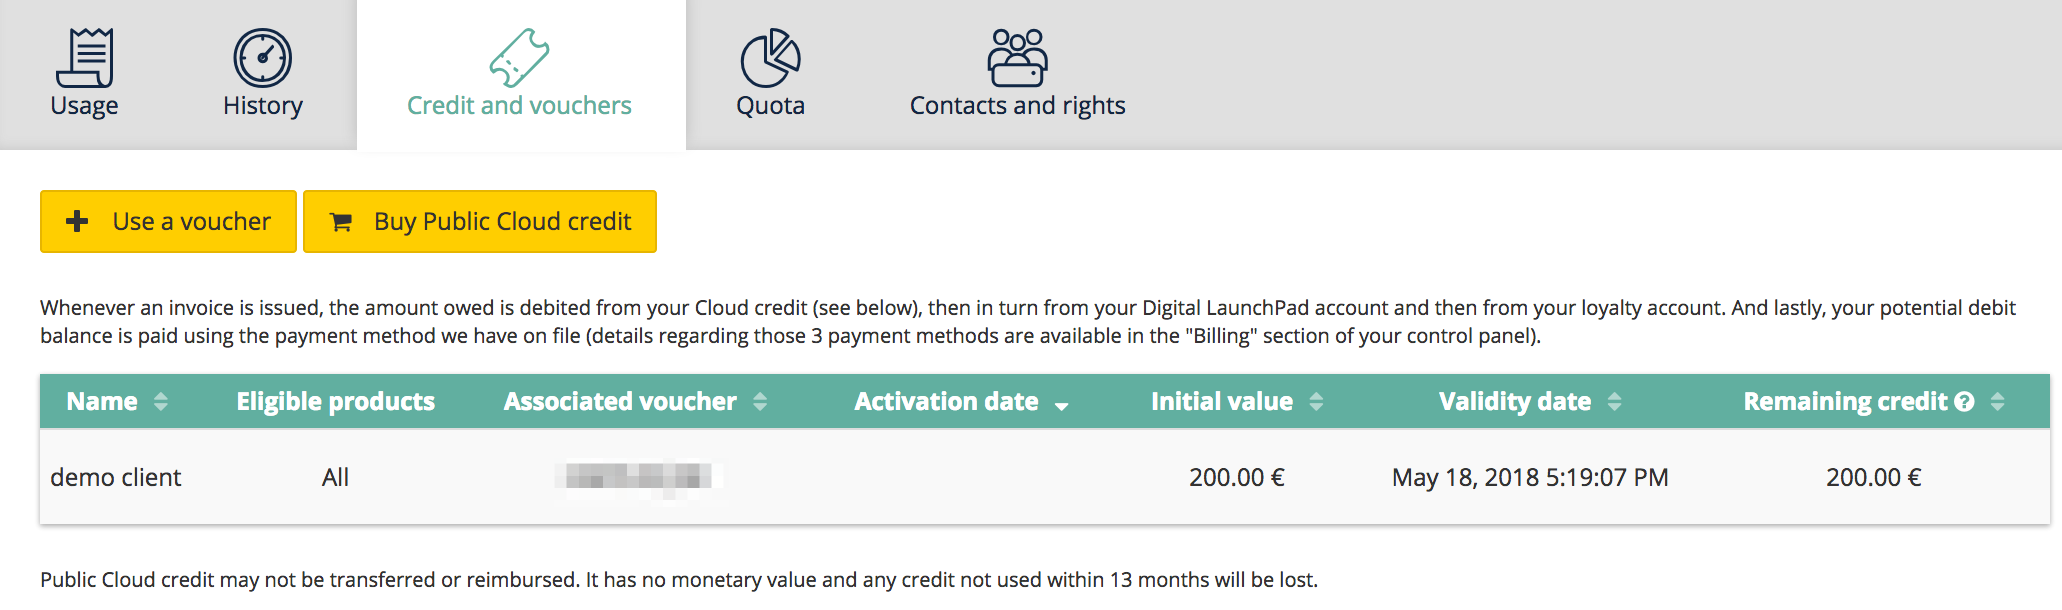 Usage
History
Credit and vouchers
Quota
Contacts and rights
Use a voucher
Buy Public Cloud credit
Whenever an invoice is issued, the amount owed is debited from your Cloud credit (see below), then in turn from your Digital LaunchPad account and then from your loyalty account. And lastly, your potential debit
balance is paid using the payment method we have on file (details regarding those 3 payment methods are available in the "Billing" section of your control panel).
Name Eligible products Associated voucher Activation date Initial value Validity date Remaining credit
demo client All 200.00 € May 18, 2018 5:19:07 PM 200.00 €
Public Cloud credit may not be transferred or reimbursed. It has no monetary value and any credit not used within 13 months will be lost.